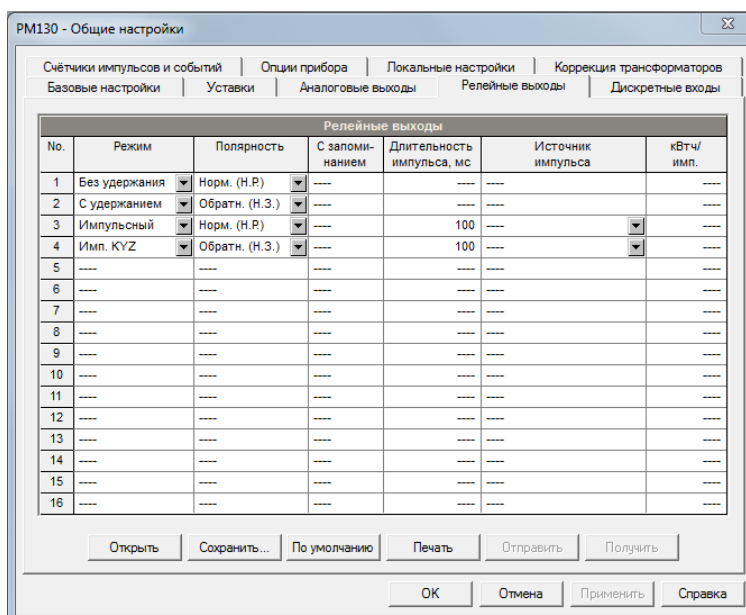 PM130 - Общие настройки
Счётчики импульсов и событий Опции прибора Локальные настройки Коррекция трансформаторов
Базовые настройки Уставки Аналоговые выходы Релейные выходы Дискретные входы
Релейные выходы
No. Режим Полярность С запоми- Длительность Источник кВтч/
нанием импульса, мс импульса имп.
1 Без удержания Норм. (Н.Р.) ---- ---- ---- ----
2 С удержанием Обратн. (Н.З.) ---- ---- ---- ----
3 Импульсный Норм. (Н.Р.) ---- 100 ---- ----
4 Имп. KYZ Обратн. (Н.З.) ---- 100 ---- ----
5 ---- ---- ---- ---- ---- ----
6 ---- ---- ---- ---- ---- ----
7 ---- ---- ---- ---- ---- ----
8 ---- ---- ---- ---- ---- ----
9 ---- ---- ---- ---- ---- ----
10 ---- ---- ---- ---- ---- ----
11 ---- ---- ---- ---- ---- ----
12 ---- ---- ---- ---- ---- ----
13 ---- ---- ---- ---- ---- ----
14 ---- ---- ---- ---- ---- ----
15 ---- ---- ---- ---- ---- ----
16 ---- ---- ---- ---- ---- ----
Открыть Сохранить... По умолчанию Печать Отправить Получить
OK Отмена Применить Справка